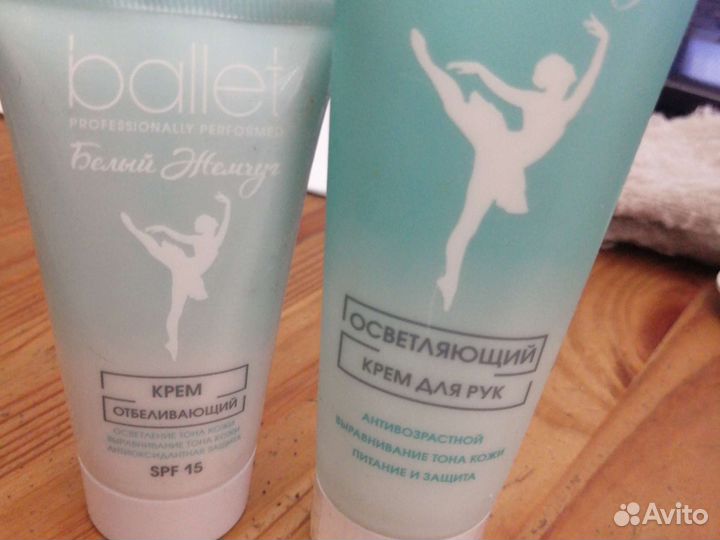 ballet
PROFESSIONALLY PERFORMED
Белый Жемчуг
КРЕМ
ОТБЕЛИВАЮЩИЙ
ОСВЕТЛЕНИЕ ТОНА КОЖИ
ВЫРАВНИВАНИЕ ТОНА КОЖИ
АНТИОКСИДАНТНАЯ ЗАЩИТА
SPF 15
ОСВЕТЛЯЮЩИЙ
КРЕМ ДЛЯ РУК
АНТИВОЗРАСТНОЙ
ВЫРАВНИВАНИЕ ТОНА КОЖИ
ПИТАНИЕ И ЗАЩИТА
Avito